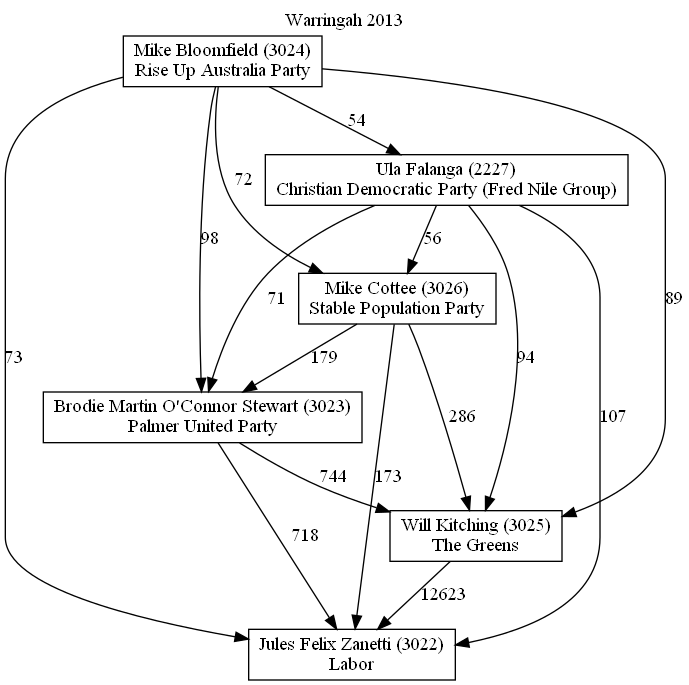 Warringah 2013
Mike Bloomfield (3024)
Rise Up Australia Party
54
Ula Falanga (2227)
Christian Democratic Party (Fred Nile Group)
72
98
56
Mike Cottee (3026)
Stable Population Party
71
89
73
179
94
Brodie Martin O'Connor Stewart (3023)
Palmer United Party
286
107
744
173
Will Kitching (3025)
The Greens
718
12623
Jules Felix Zanetti (3022)
Labor